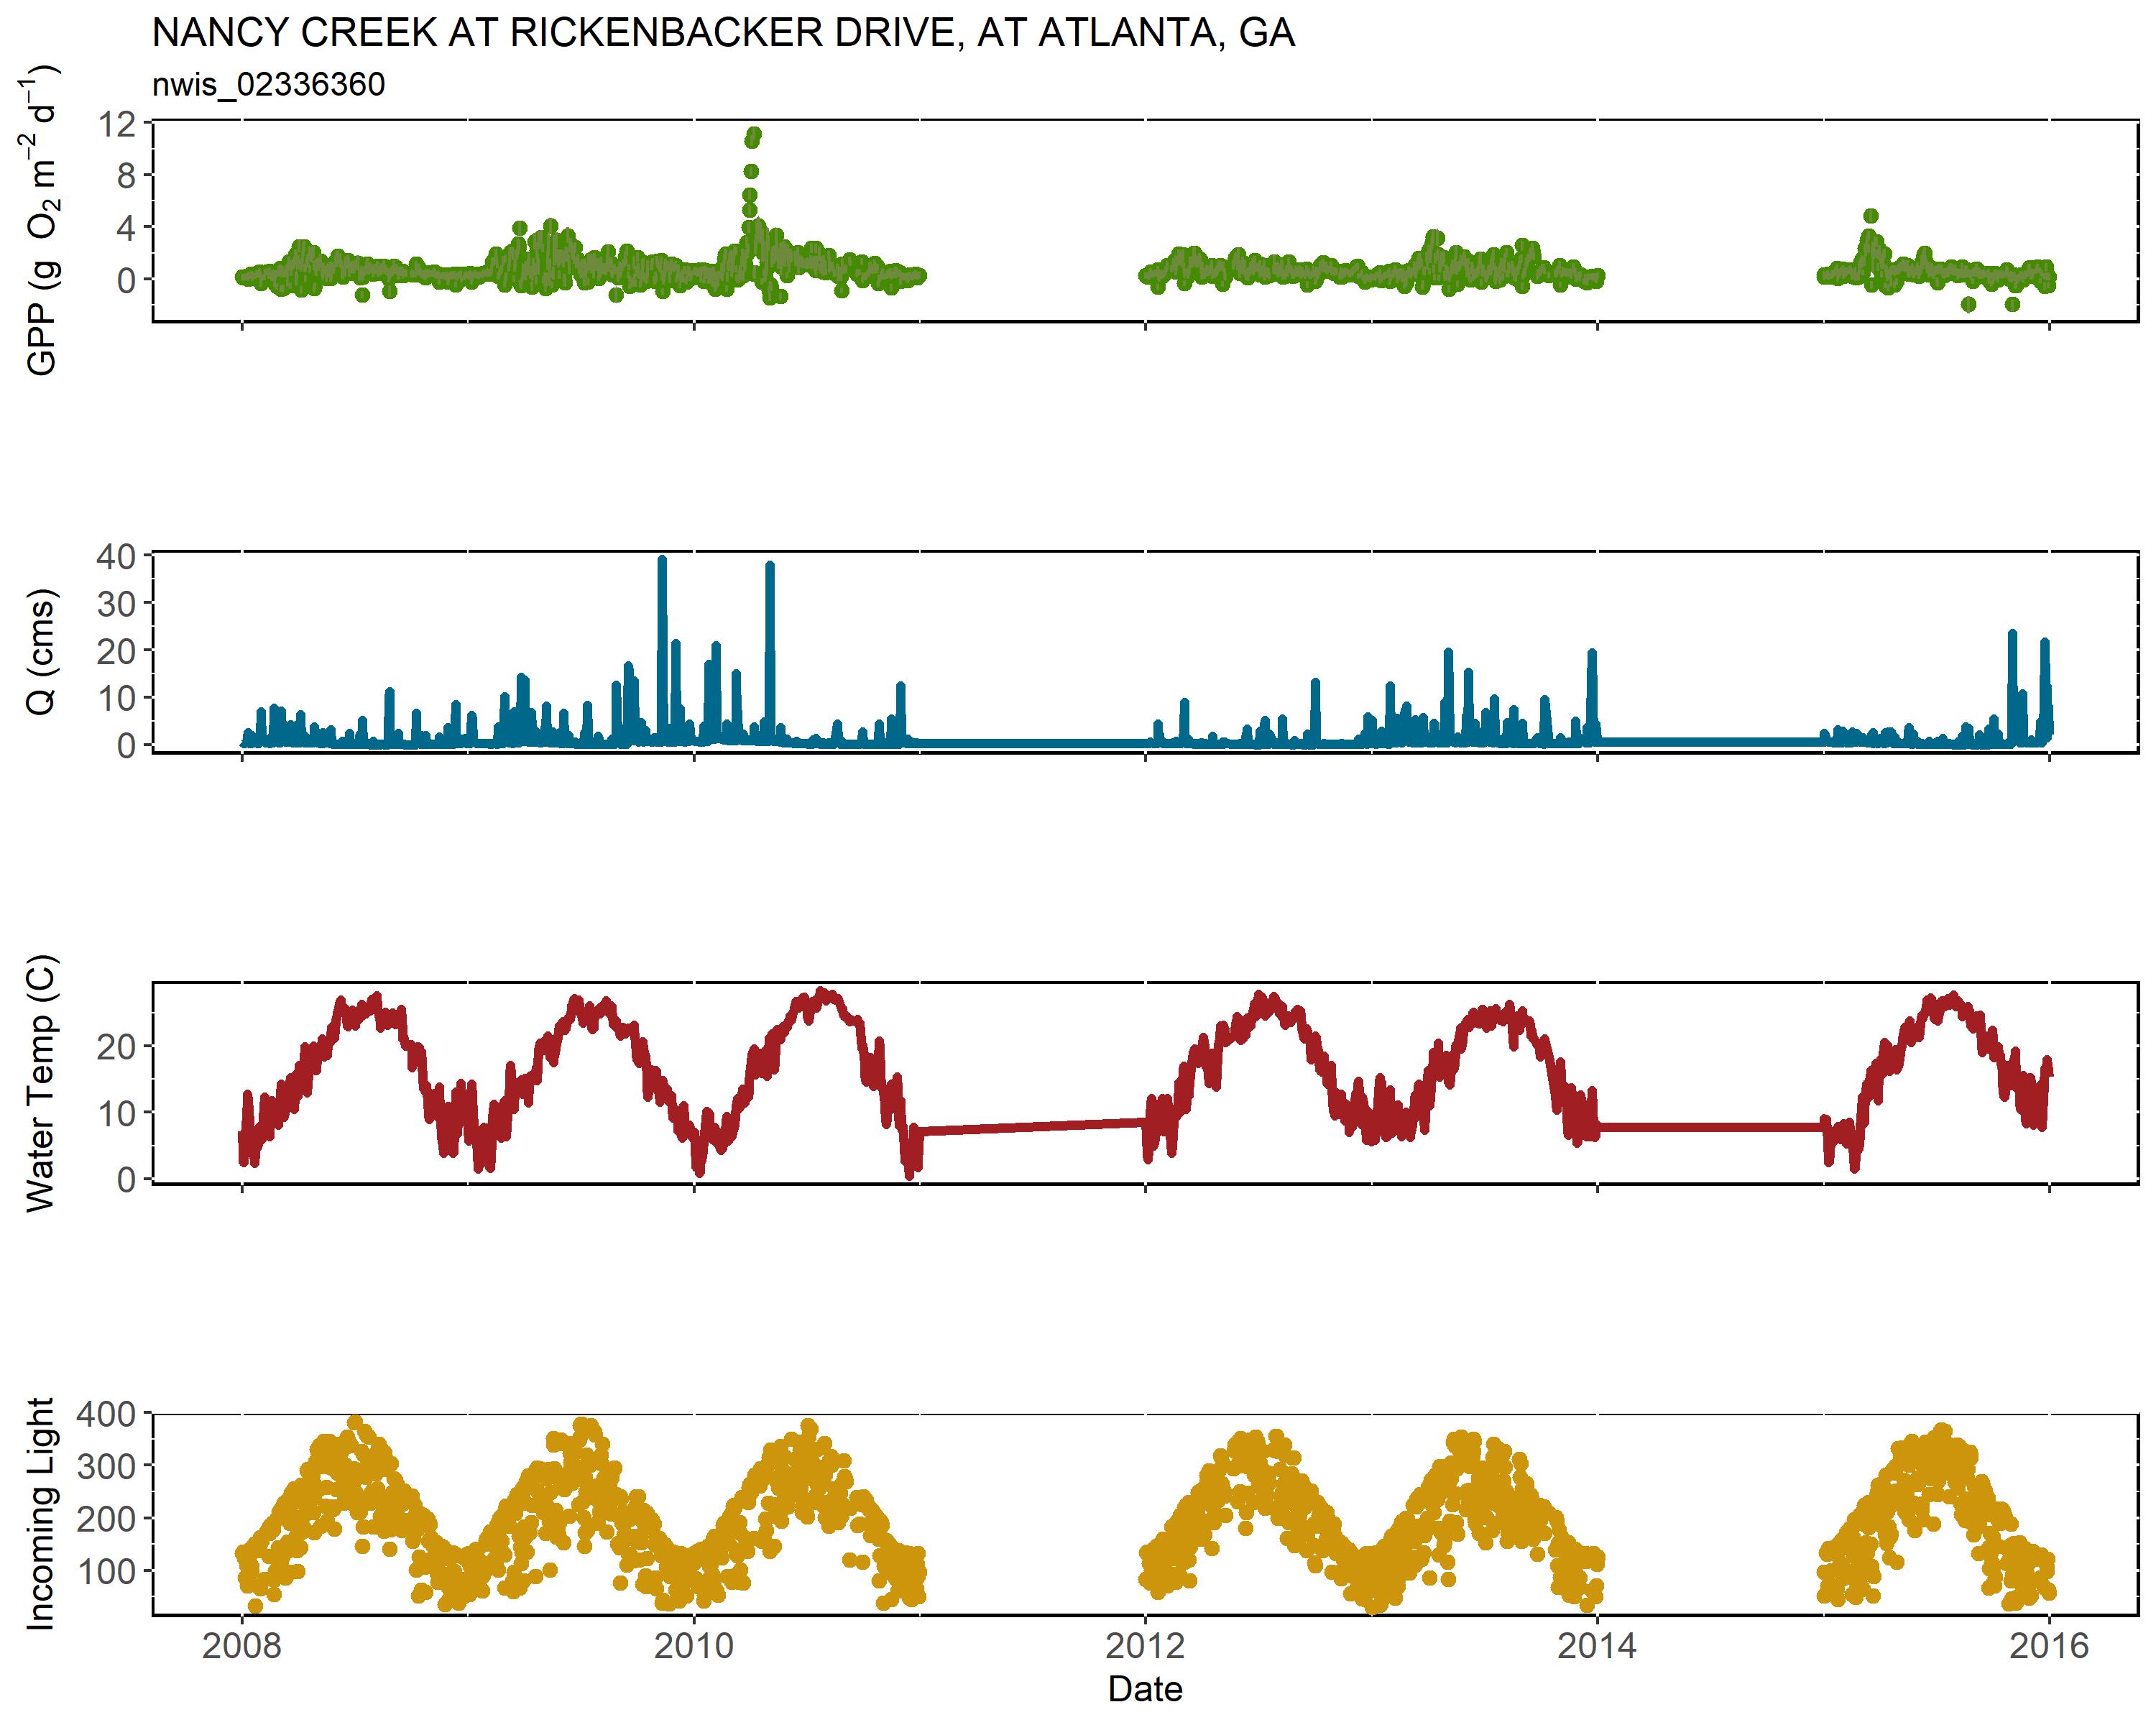 NANCY CREEK AT RICKENBACKER DRIVE, AT ATLANTA, GA
nwis_02336360
GPP (g O₂ m⁻² d⁻¹)
12
8
4
0
Q (cms)
40
30
20
10
0
Water Temp (C)
20
10
0
Incoming Light
400
300
200
100
2008 2010 2012 2014 2016
Date